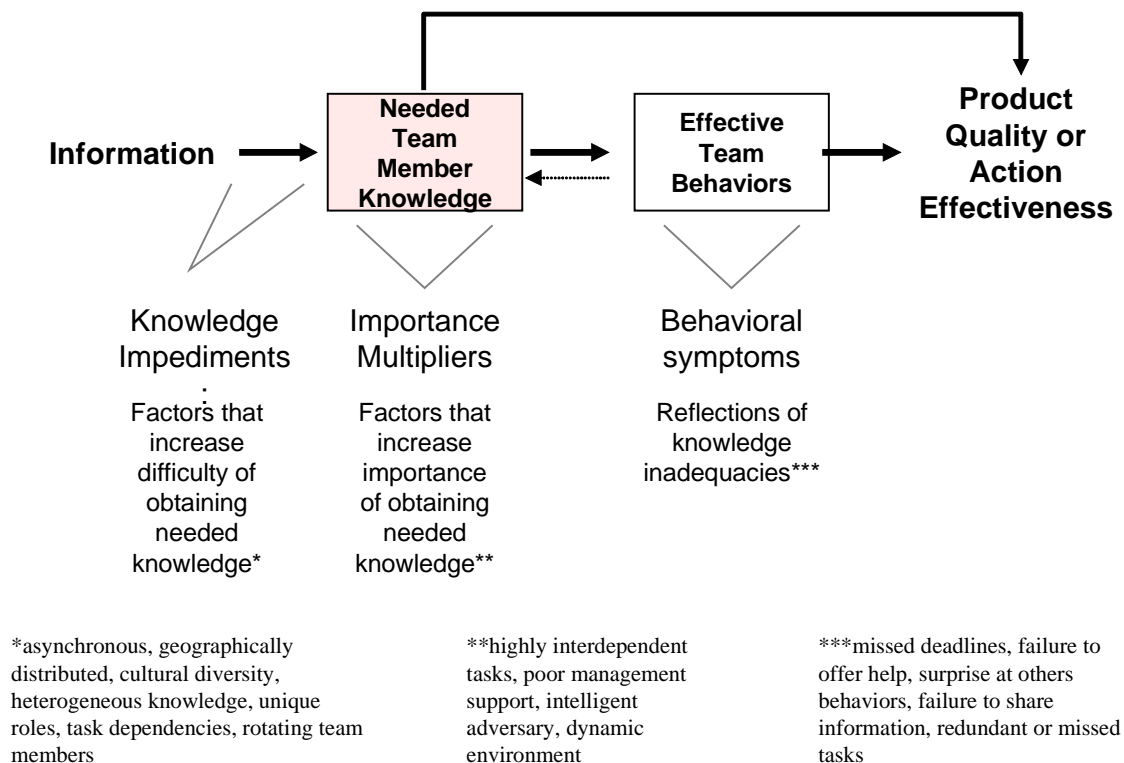 Information
Needed
Team
Member
Knowledge
Effective
Team
Behaviors
Product
Quality or
Action
Effectiveness
Knowledge
Impediments
:
Factors that
increase
difficulty of
obtaining
needed
knowledge*
Importance
Multipliers
Factors that
increase
importance
of obtaining
needed
knowledge**
Behavioral
symptoms
Reflections of
knowledge
inadequacies***
*asynchronous, geographically
distributed, cultural diversity,
heterogeneous knowledge, unique
roles, task dependencies, rotating team
members
**highly interdependent
tasks, poor management
support, intelligent
adversary, dynamic
environment
***missed deadlines, failure to
offer help, surprise at others
behaviors, failure to share
information, redundant or missed
tasks